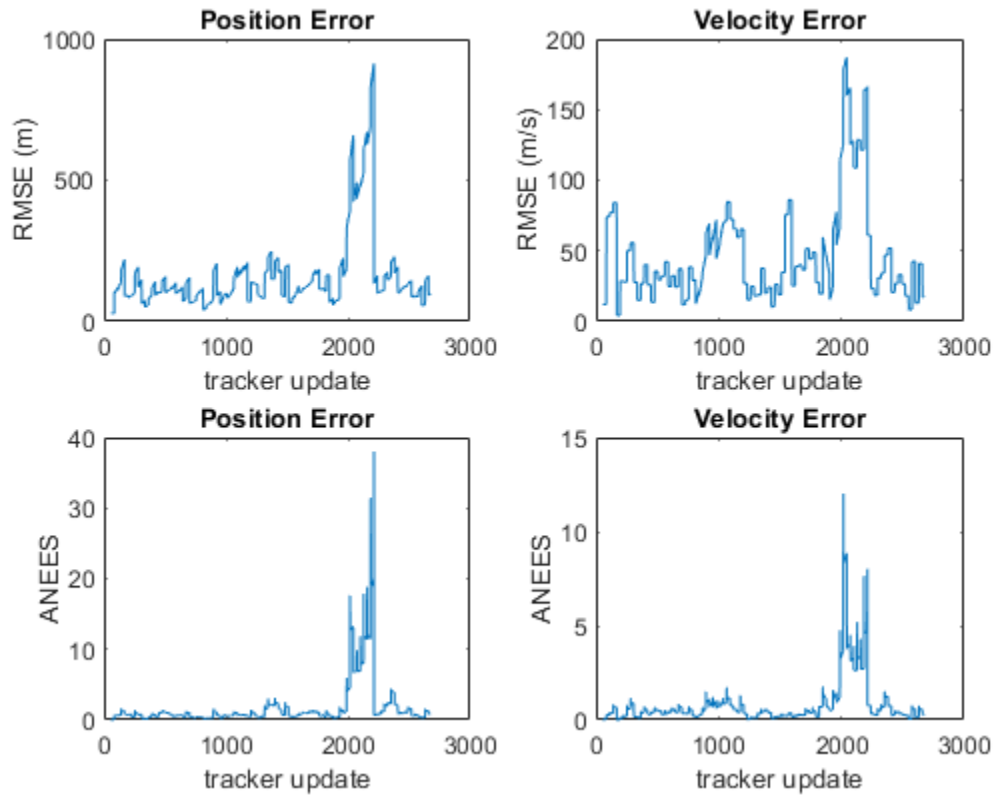 Position Error
1000
500
0
RMSE (m)
0 1000 2000 3000
tracker update
Velocity Error
200
150
100
50
0
RMSE (m/s)
0 1000 2000 3000
tracker update
Position Error
40
30
20
10
0
ANEES
0 1000 2000 3000
tracker update
Velocity Error
15
10
5
0
ANEES
0 1000 2000 3000
tracker update